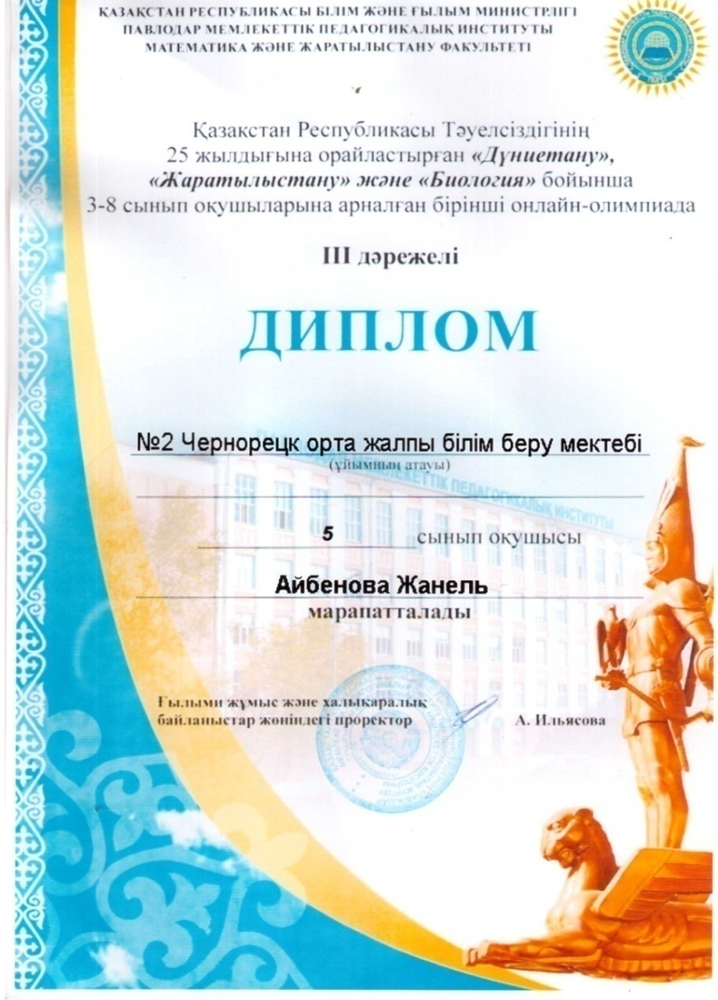 ҚАЗАҚСТАН РЕСПУБЛИКАСЫ БІЛІМ ЖӘНЕ ҒЫЛЫМ МИНИСТРЛІГІ
ПАВЛОДАР МЕМЛЕКЕТТІК ПЕДАГОГИКАЛЫҚ ИНСТИТУТЫ
МАТЕМАТИКА ЖӘНЕ ЖАРАТЫЛЫСТАНУ ФАКУЛЬТЕТІ
Қазақстан Республикасы Тәуелсіздігінің
25 жылдығына орайластырған «Дүниетану»,
«Жаратылыстану» және «Биология» бойынша
3-8 сынып оқушыларына арналған бірінші онлайн-олимпиада
III дәрежелі
ДИПЛОМ
№2 Чернорецк орта жалпы білім беру мектебі
(ұйымның атауы)
МЕМЛЕКЕТТІК ПЕДАГОГИКАЛЫҚ ИНСТИТУТЫ
5 сынып оқушысы
Айбенова Жанель
марапатталады
Ғылыми жұмыс және халықаралық
байланыстар жөніндегі проректор А. Ильясова